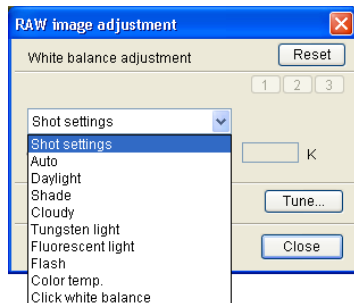 RAW image adjustment
White balance adjustment
Reset
1 2 3
Shot settings
Shot settings
Auto
Daylight
Shade
Cloudy
Tungsten light
Fluorescent light
Flash
Color temp.
Click white balance
K
Tune...
Close